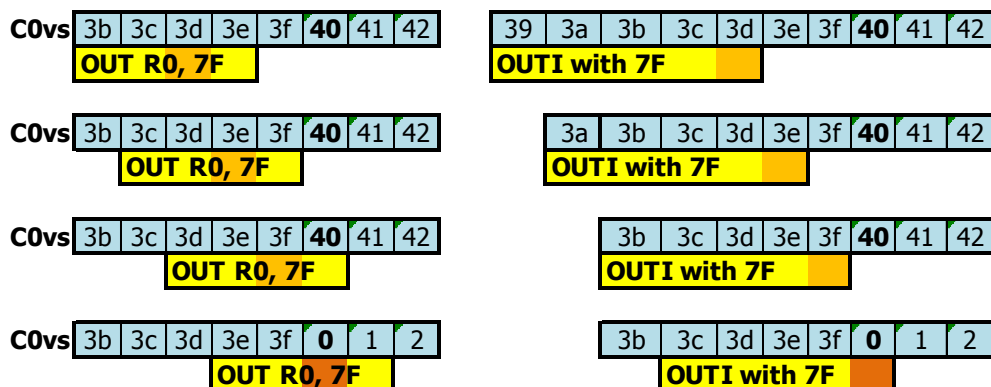 C0vs 3b 3c 3d 3e 3f 40 41 42 39 3a 3b 3c 3d 3e 3f 40 41 42
OUT R0, 7F OUTI with 7F
C0vs 3b 3c 3d 3e 3f 40 41 42 3a 3b 3c 3d 3e 3f 40 41 42
OUT R0, 7F OUTI with 7F
C0vs 3b 3c 3d 3e 3f 40 41 42 3b 3c 3d 3e 3f 40 41 42
OUT R0, 7F OUTI with 7F
C0vs 3b 3c 3d 3e 3f 0 1 2 3b 3c 3d 3e 3f 0 1 2
OUT R0, 7F OUTI with 7F